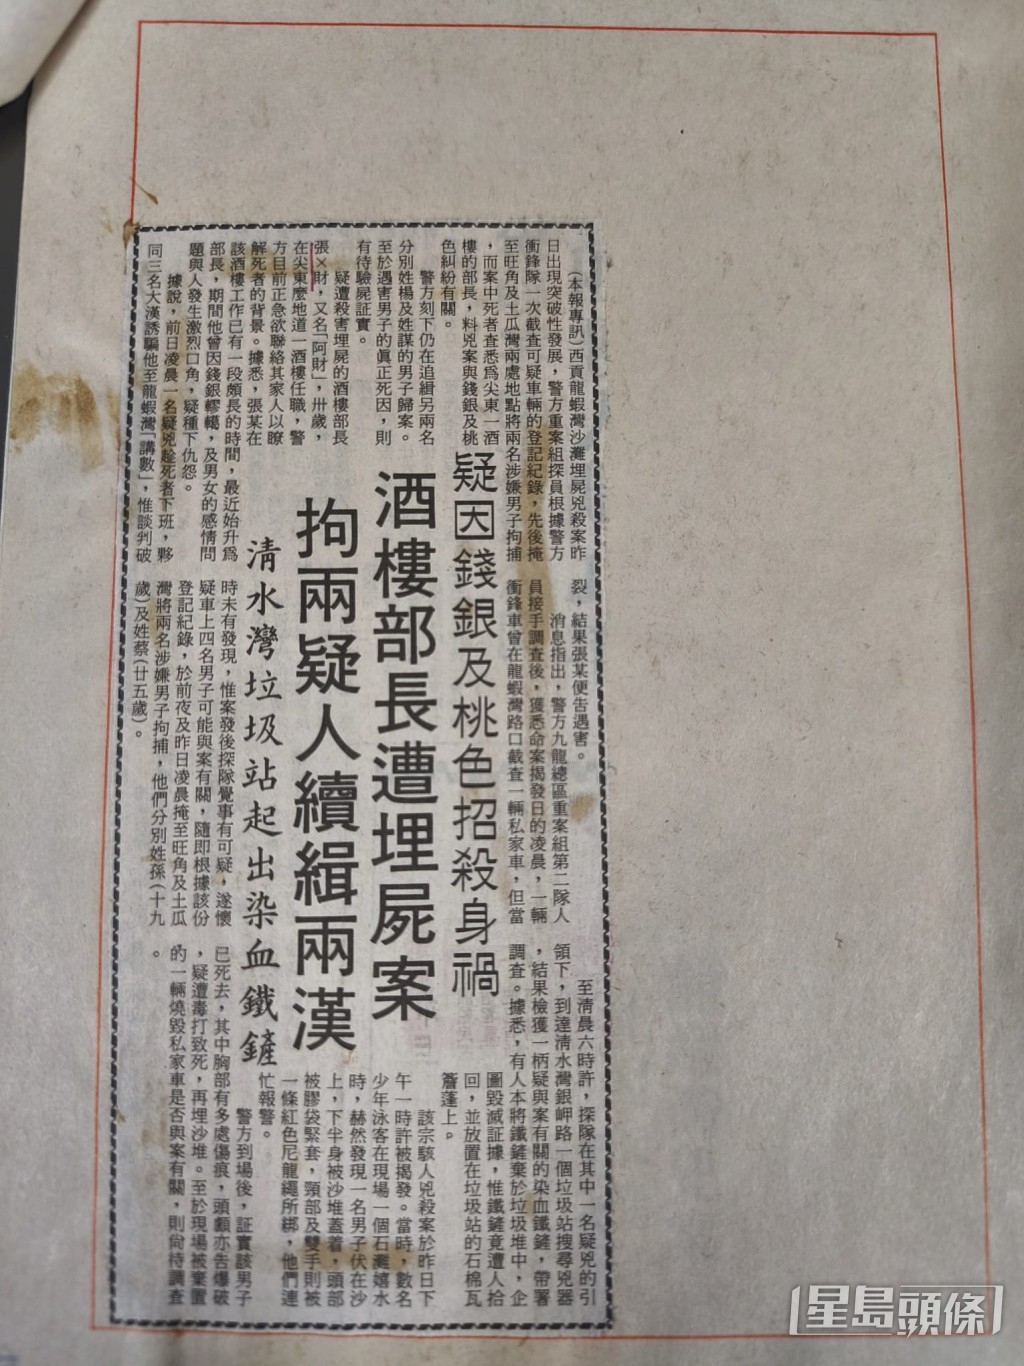 疑因錢銀及桃色招殺身禍
酒樓部長遭埋屍案
拘兩疑人續緝兩漢
清水灣垃圾站起出染血鐵鏟
(本報專訊)西貢龍蝦灣沙灘埋屍兇殺案昨
日出現突破性發展，警方重案組探員根據警方
衝鋒隊一次截查可疑車輛的登記紀錄，先後掩
至旺角及土瓜灣兩處地點將兩名涉嫌男子拘捕
，而案中死者查悉為尖東一酒
樓的部長，料兇案與錢銀及桃
色糾紛有關。
警方刻下仍在追緝另兩名
分別姓楊及姓謀的男子歸案。
至於遇害男子的眞正死因，則
有待驗屍証實。
疑遭殺害埋屍的酒樓部長
張×財，又名「阿財」，卅歲，
在尖東麼地道一酒樓任職，警
方目前正急欲聯絡其家人以瞭
解死者的背景。據悉，張某在
該酒樓工作已有一段頗長的時間，最近始升為
部長，期間他曾因錢銀轇轕，及男女的感情問
題與人發生激烈口角，疑種下仇怨。
據說，前日凌晨一名疑兇趁死者下班，夥
同三名大漢誘騙他至龍蝦灣「講數」，惟談判破
裂，結果張某便告遇害。
消息指出，警方九龍總區重案組第二隊人
員接手調查後，獲悉命案揭發日的凌晨，一輛
衝鋒車曾在龍蝦灣路口截查一輛私家車，但當
時未有發現，惟案發後探隊覺事有可疑，遂懷
疑車上四名男子可能與案有關，隨即根據該份
登記紀錄，於前夜及昨日凌晨掩至旺角及土瓜
灣將兩名涉嫌男子拘捕，他們分別姓孫(十九
歲)及姓蔡(廿五歲)。
至清晨六時許，探隊在其中一名疑兇的引
領下，到達清水灣銀岬路一個垃圾站搜尋兇器
，結果檢獲一柄疑與案有關的染血鐵鏟，帶署
調查。據悉，有人本將鐵鏟棄於垃圾堆中，企
圖毀滅証據，惟鐵鏟竟遭人拾
回，並放置在垃圾站的石棉瓦
簷蓬上。
該宗駭人兇殺案於昨日下
午一時許被揭發。當時，數名
少年泳客在現場一個石灘嬉水
時，赫然發現一名男子伏在沙
上，下半身被沙堆蓋着，頭部
被膠袋緊套，頸部及雙手則被
一條紅色尼龍繩所綁，他們連
忙報警。
警方到場後，証實該男子
已死去，其中胸部有多處傷痕，頭顱亦告爆破
，疑遭毒打致死，再埋沙堆。至於現場被棄置
的一輛燒毀私家車是否與案有關，則尚待調查
。
星島頭條